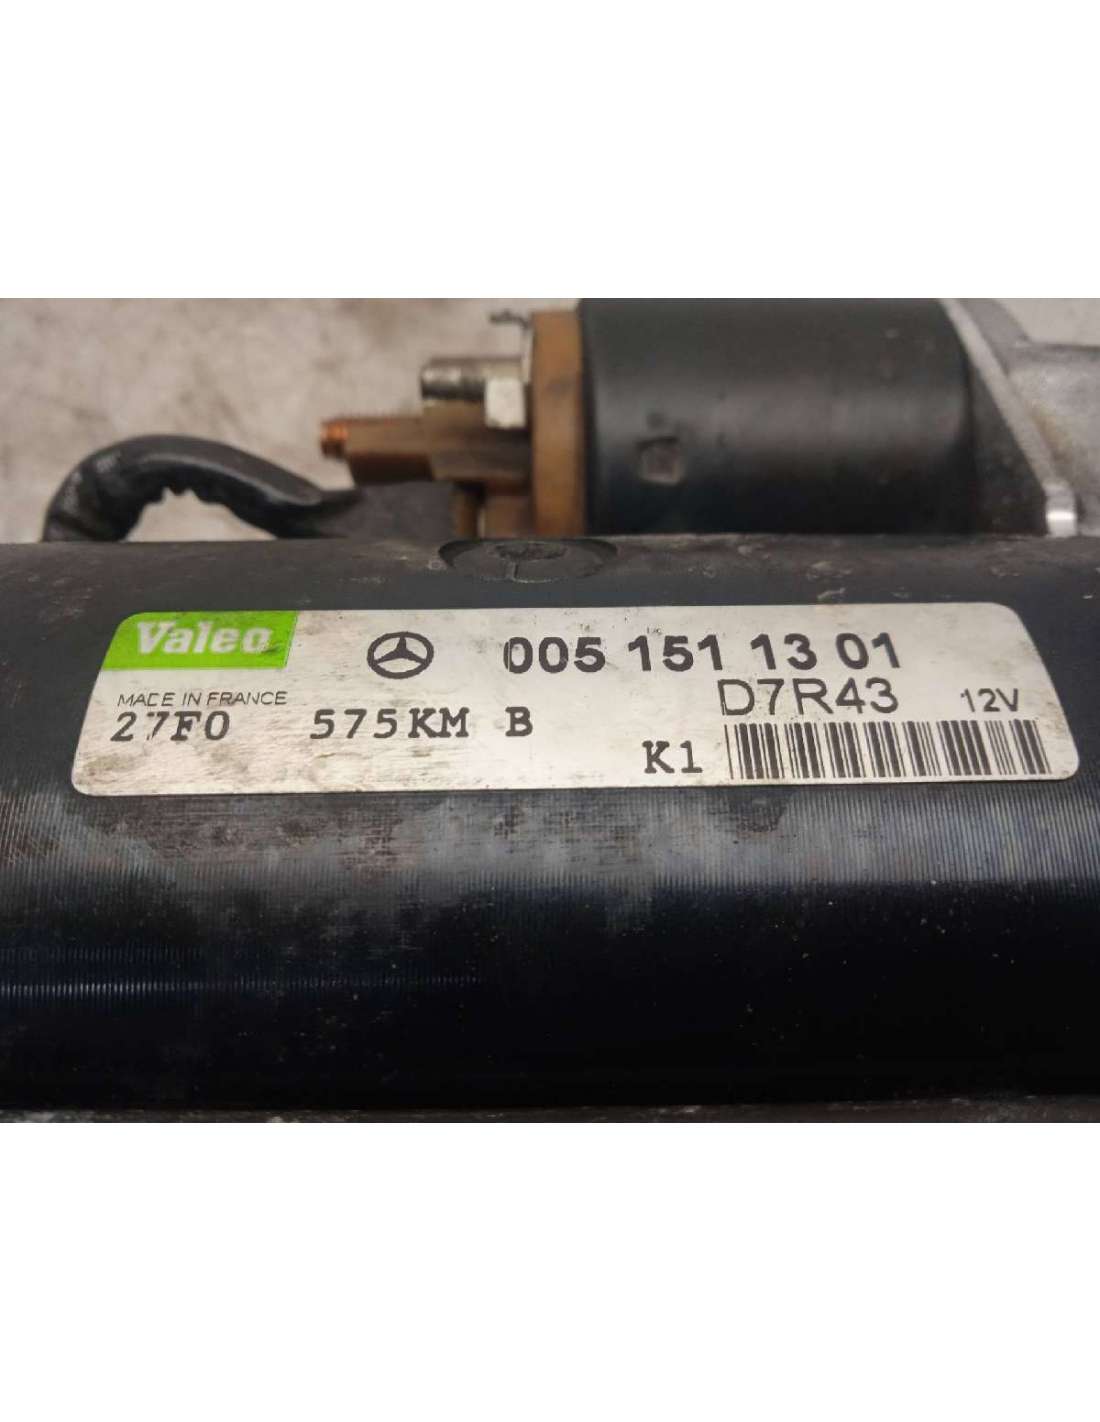 Valeo 005 151 13 01
MADE IN FRANCE D7R43 12V
27F0 575KM B
K1